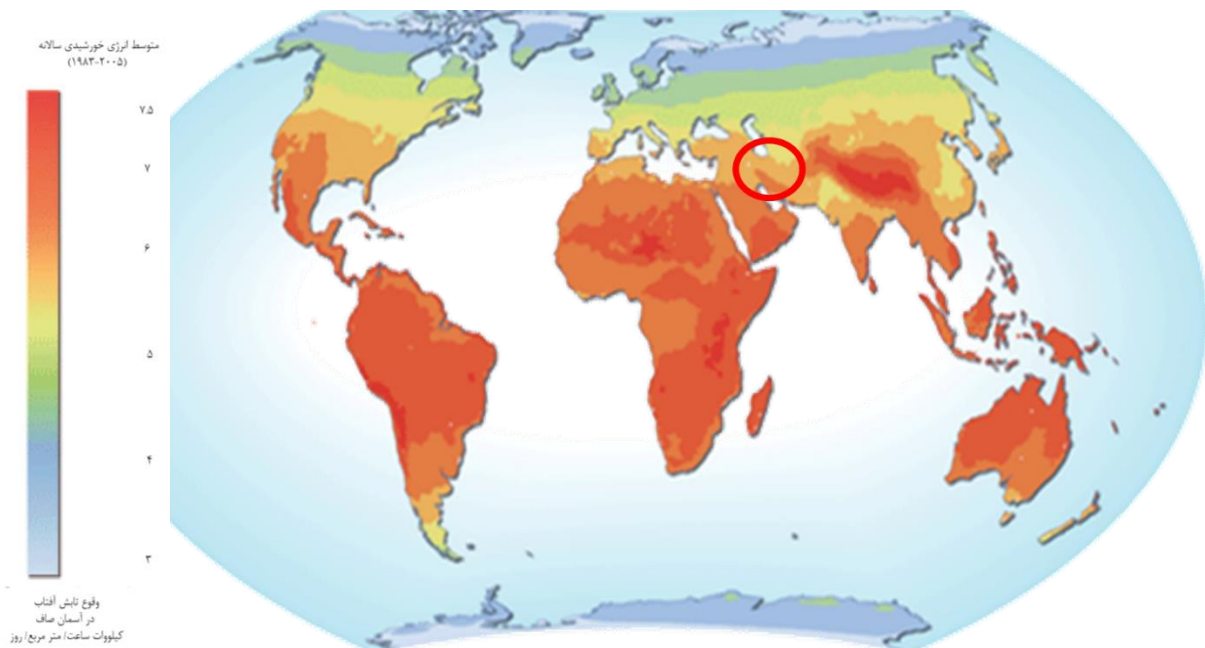 متوسط انرژی خورشیدی سالانه
(۱۹۸۳-۲۰۰۵)
۷.۵
۷
۶
۵
۴
۳
وقوع تابش آفتاب
در آسمان صاف
کیلووات ساعت/ متر مربع/ روز